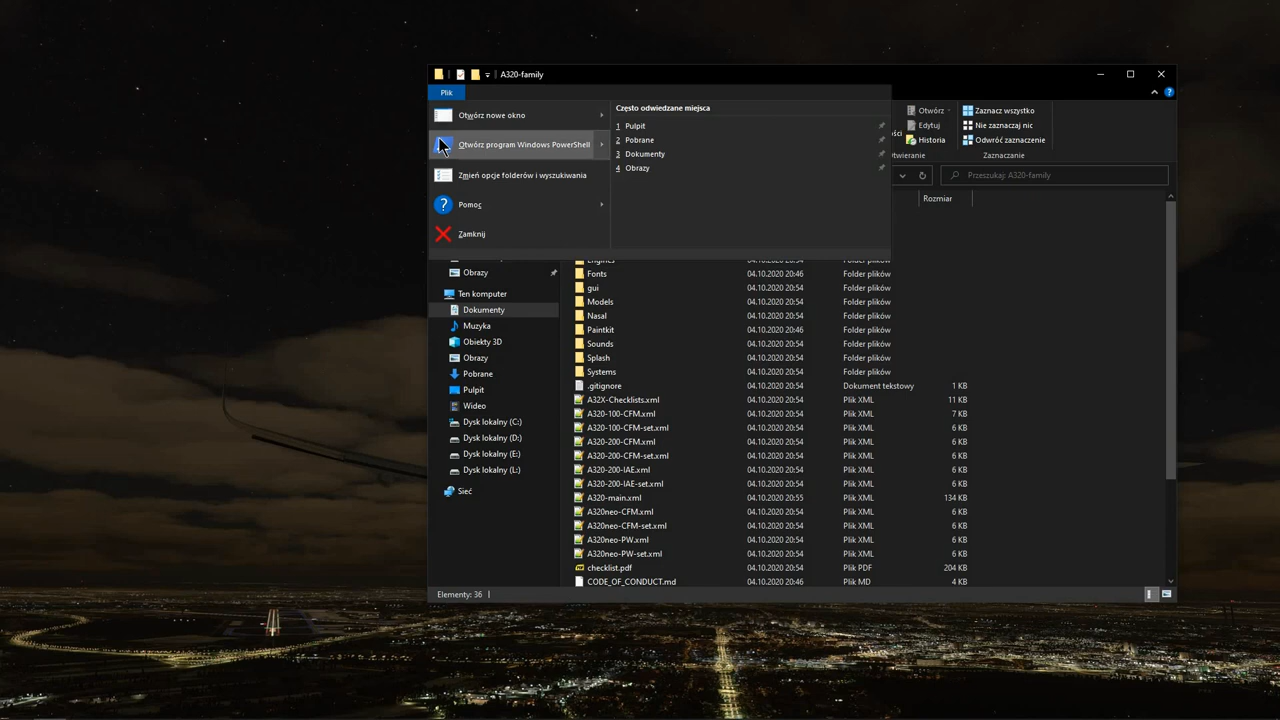 A320-family
Plik
Otwórz nowe okno
Otwórz program Windows PowerShell
Zmień opcje folderów i wyszukiwania
Pomoc
Zamknij
Często odwiedzane miejsca
1 Pulpit
2 Pobrane
3 Dokumenty
4 Obrazy
Otwórz
Edytuj
Historia
Zaznacz wszystko
Nie zaznaczaj nic
Odwróć zaznaczenie
Zaznaczanie
Przeszukaj: A320-family
Rozmiar
Obrazy
Ten komputer
Dokumenty
Muzyka
Obiekty 3D
Obrazy
Pobrane
Pulpit
Wideo
Dysk lokalny (C:)
Dysk lokalny (D:)
Dysk lokalny (E:)
Dysk lokalny (L:)
Sieć
Engines 04.10.2020 20:54 Folder plików
Fonts 04.10.2020 20:46 Folder plików
gui 04.10.2020 20:54 Folder plików
Models 04.10.2020 20:54 Folder plików
Nasal 04.10.2020 20:54 Folder plików
Paintkit 04.10.2020 20:46 Folder plików
Sounds 04.10.2020 20:54 Folder plików
Splash 04.10.2020 20:54 Folder plików
Systems 04.10.2020 20:54 Folder plików
.gitignore 04.10.2020 20:54 Dokument tekstowy 1 KB
A32X-Checklists.xml 04.10.2020 20:54 Plik XML 11 KB
A320-100-CFM.xml 04.10.2020 20:54 Plik XML 7 KB
A320-100-CFM-set.xml 04.10.2020 20:54 Plik XML 6 KB
A320-200-CFM.xml 04.10.2020 20:54 Plik XML 6 KB
A320-200-CFM-set.xml 04.10.2020 20:54 Plik XML 6 KB
A320-200-IAE.xml 04.10.2020 20:54 Plik XML 6 KB
A320-200-IAE-set.xml 04.10.2020 20:54 Plik XML 6 KB
A320-main.xml 04.10.2020 20:55 Plik XML 134 KB
A320neo-CFM.xml 04.10.2020 20:54 Plik XML 6 KB
A320neo-CFM-set.xml 04.10.2020 20:54 Plik XML 6 KB
A320neo-PW.xml 04.10.2020 20:54 Plik XML 6 KB
A320neo-PW-set.xml 04.10.2020 20:54 Plik XML 6 KB
checklist.pdf 04.10.2020 20:54 Plik PDF 204 KB
CODE_OF_CONDUCT.md 04.10.2020 20:46 Plik MD 4 KB
Elementy: 36